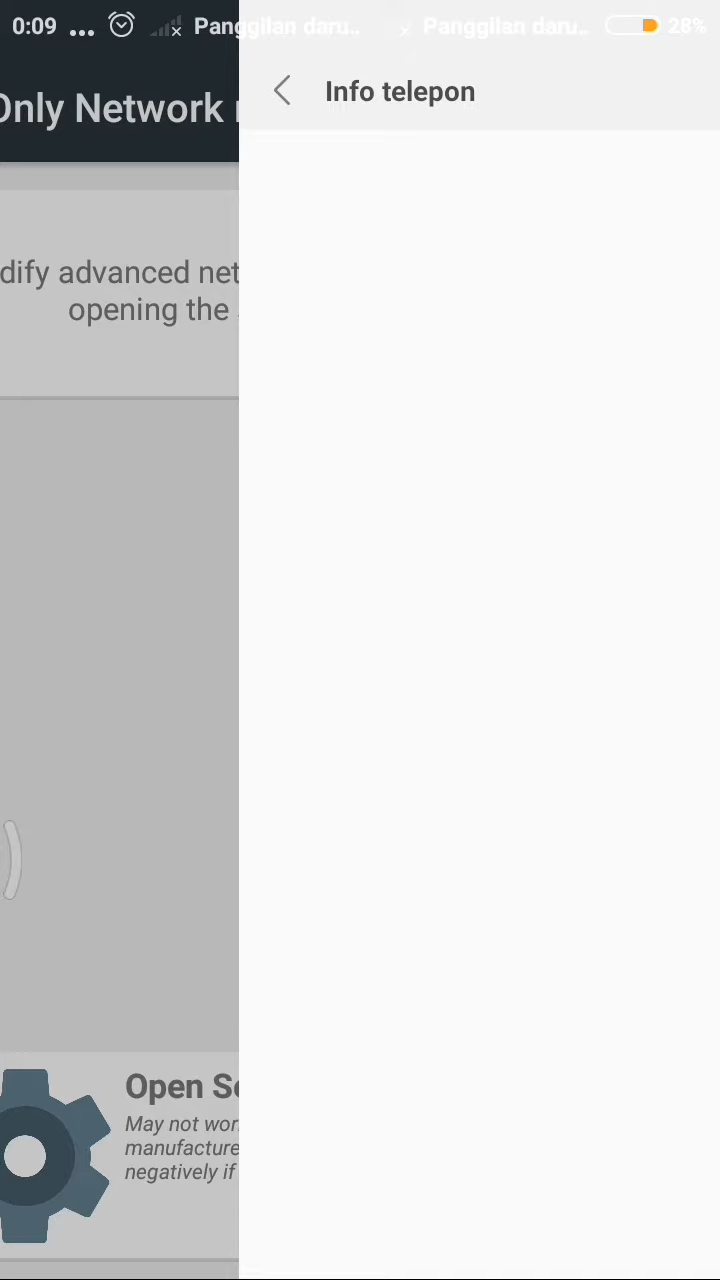 0:09 ... Panggilan daru.. Panggilan daru.. 28%
Only Network
Info telepon
dify advanced net
opening the
Open Se
May not wor
manufacture
negatively if